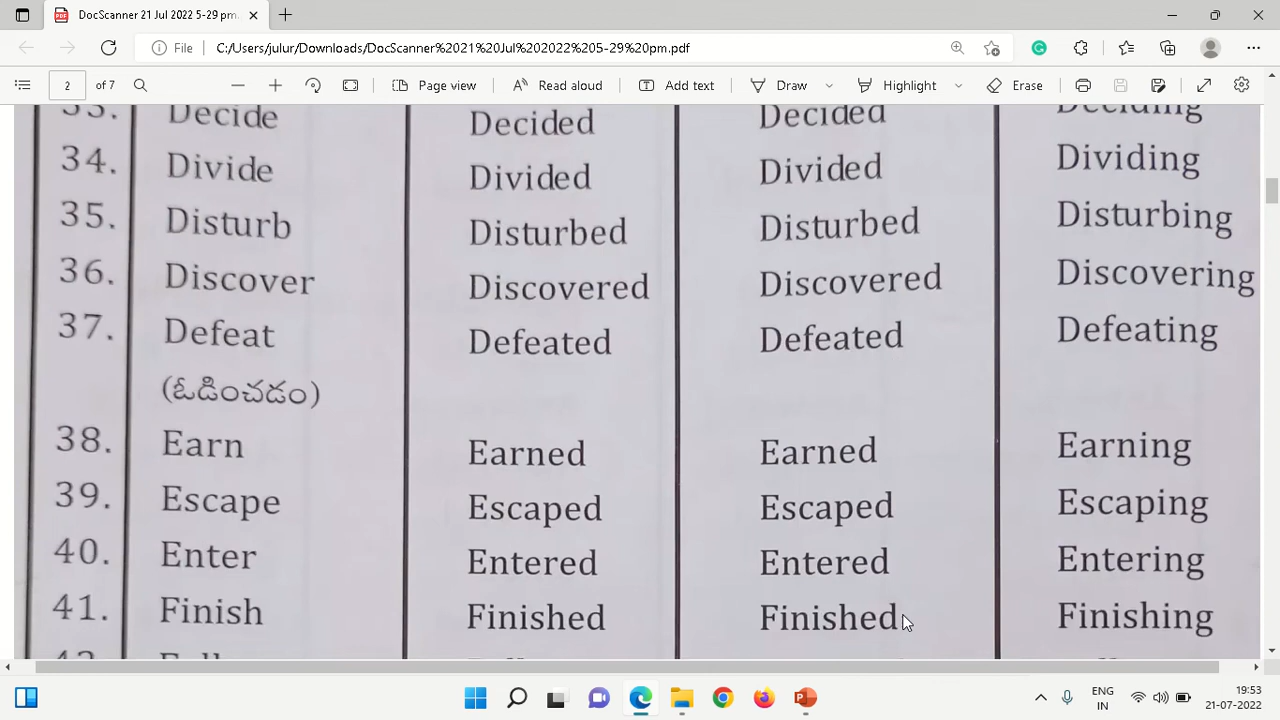 DocScanner 21 Jul 2022 5-29 pm.pdf
File C:/Users/julur/Downloads/DocScanner%2021%20Jul%202022%205-29%20pm.pdf
2 of 7 Page view Read aloud Add text Draw Highlight Erase
33. Decide Decided Decided Deciding
34. Divide Divided Divided Dividing
35. Disturb Disturbed Disturbed Disturbing
36. Discover Discovered Discovered Discovering
37. Defeat Defeated Defeated Defeating
(ఓడించడం)
38. Earn Earned Earned Earning
39. Escape Escaped Escaped Escaping
40. Enter Entered Entered Entering
41. Finish Finished Finished Finishing
ENG 19:53
IN 21-07-2022